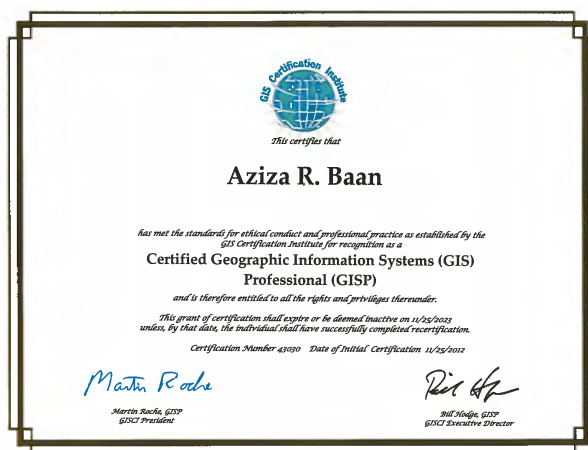 GIS Certification Institute
This certifies that
Aziza R. Baan
has met the standards for ethical conduct and professional practice as established by the
GIS Certification Institute for recognition as a
Certified Geographic Information Systems (GIS)
Professional (GISP)
and is therefore entitled to all the rights and privileges thereunder.
This grant of certification shall expire or be deemed inactive on 11/25/2023
unless, by that date, the individual shall have successfully completed recertification.
Certification Number 43030 Date of Initial Certification 11/25/2012
Martin Roche
Martin Roche, GISP
GISCI President
Bill Hodge, GISP
GISCI Executive Director